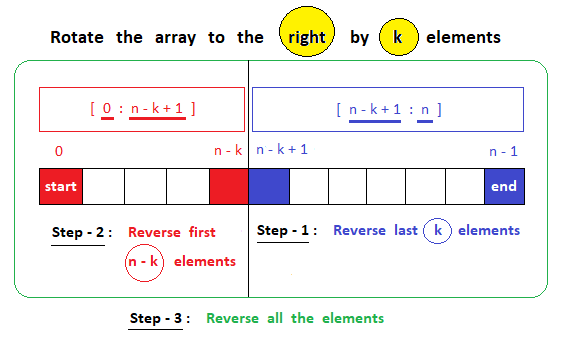 Rotate the array to the right by k elements
[ 0 : n - k + 1 ] [ n - k + 1 : n ]
0 n - k n - k + 1 n - 1
start end
Step - 2 : Reverse first Step - 1 : Reverse last k elements
n - k elements
Step - 3 : Reverse all the elements